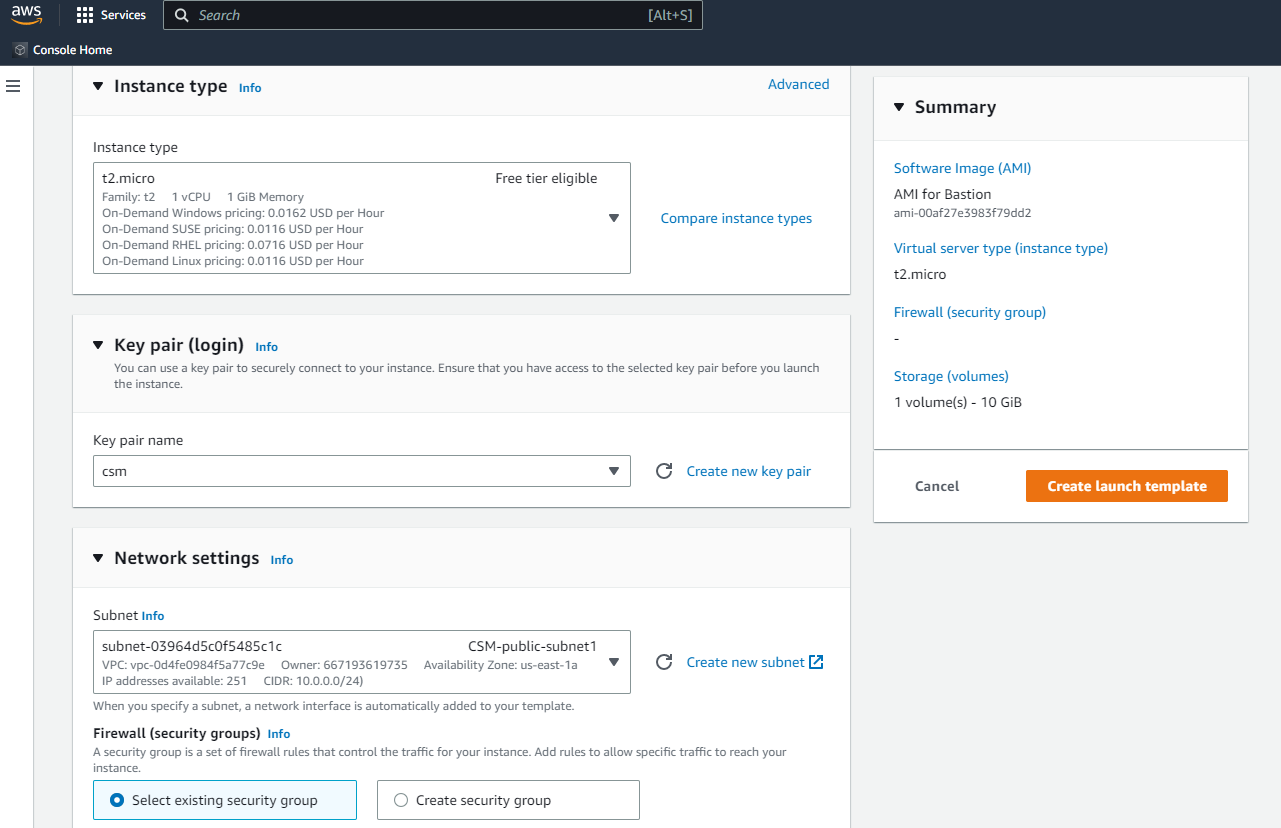 aws
Services
Search [Alt+S]
Console Home
Instance type Info
Advanced
Instance type
t2.micro Free tier eligible
Family: t2 1 vCPU 1 GiB Memory
On-Demand Windows pricing: 0.0162 USD per Hour
On-Demand SUSE pricing: 0.0116 USD per Hour
On-Demand RHEL pricing: 0.0716 USD per Hour
On-Demand Linux pricing: 0.0116 USD per Hour
Compare instance types
Key pair (login) Info
You can use a key pair to securely connect to your instance. Ensure that you have access to the selected key pair before you launch
the instance.
Key pair name
csm
Create new key pair
Network settings Info
Subnet Info
subnet-03964d5c0f5485c1c CSM-public-subnet1
VPC: vpc-0d4fe0984f5a77c9e Owner: 667193619735 Availability Zone: us-east-1a
IP addresses available: 251 CIDR: 10.0.0.0/24)
Create new subnet
When you specify a subnet, a network interface is automatically added to your template.
Firewall (security groups) Info
A security group is a set of firewall rules that control the traffic for your instance. Add rules to allow specific traffic to reach your
instance.
Select existing security group
Create security group
Summary
Software Image (AMI)
AMI for Bastion
ami-00af27e3983f79dd2
Virtual server type (instance type)
t2.micro
Firewall (security group)
-
Storage (volumes)
1 volume(s) - 10 GiB
Cancel
Create launch template